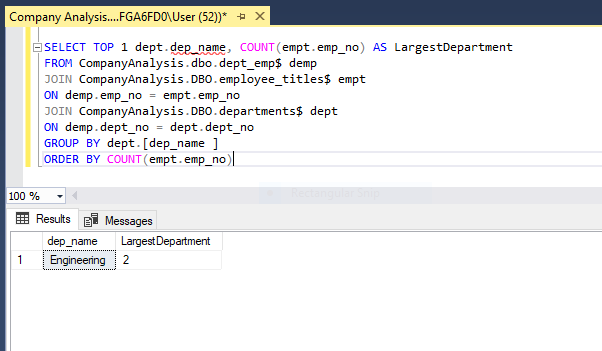 Company Analysis....FGA6FD0\User (52))*
SELECT TOP 1 dept.dep_name, COUNT(empt.emp_no) AS LargestDepartment
FROM CompanyAnalysis.dbo.dept_emp$ demp
JOIN CompanyAnalysis.DBO.employee_titles$ empt
ON demp.emp_no = empt.emp_no
JOIN CompanyAnalysis.DBO.departments$ dept
ON demp.dept_no = dept.dept_no
GROUP BY dept.[dep_name ]
ORDER BY COUNT(empt.emp_no)
100 %
Rectangular Snip
Results Messages
dep_name LargestDepartment
1 Engineering 2